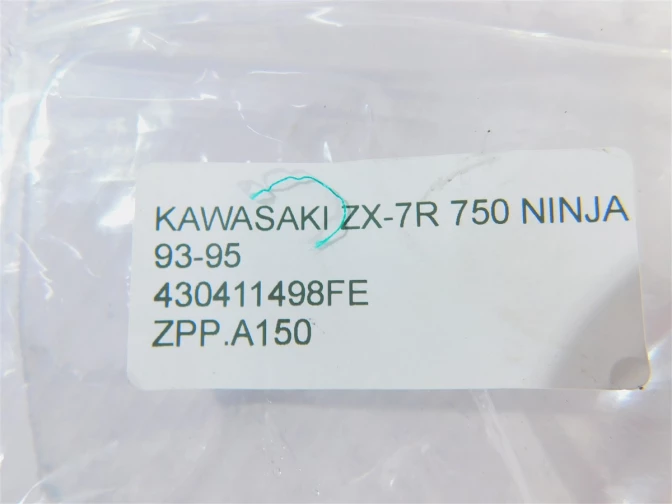 KAWASAKI ZX-7R 750 NINJA
93-95
430411498FE
ZPP.A150